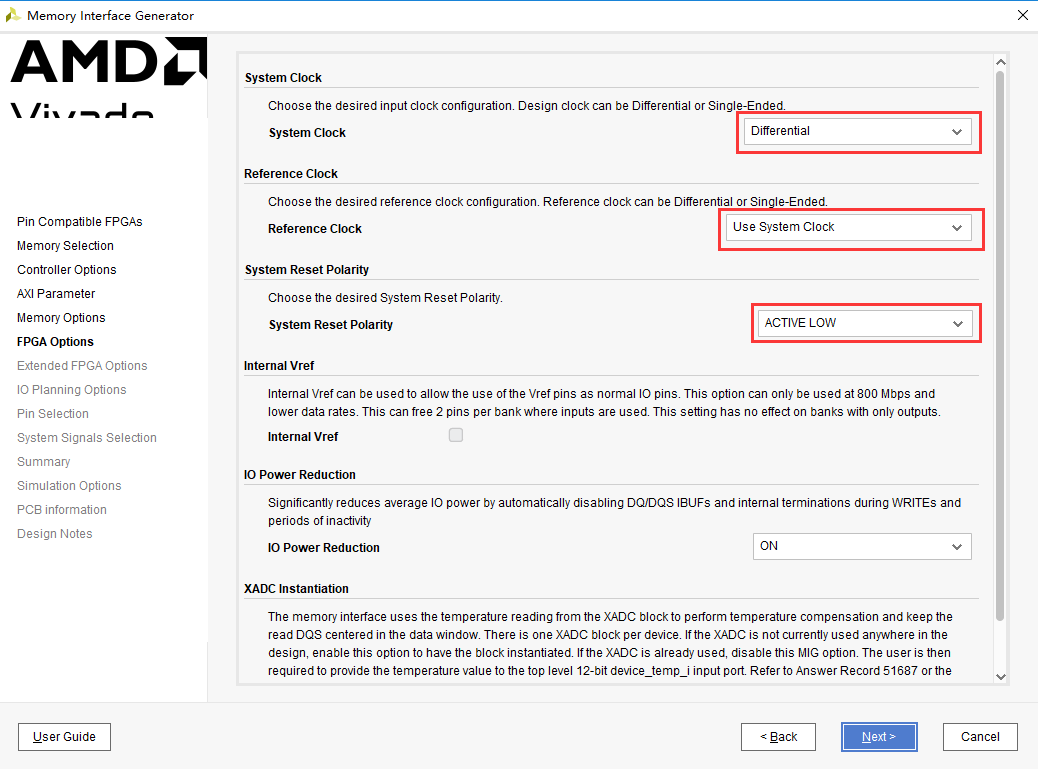 Memory Interface Generator
AMD
Vivado
Pin Compatible FPGAs
Memory Selection
Controller Options
AXI Parameter
Memory Options
FPGA Options
Extended FPGA Options
IO Planning Options
Pin Selection
System Signals Selection
Summary
Simulation Options
PCB information
Design Notes
System Clock
Choose the desired input clock configuration. Design clock can be Differential or Single-Ended.
System Clock
Differential
Reference Clock
Choose the desired reference clock configuration. Reference clock can be Differential or Single-Ended.
Reference Clock
Use System Clock
System Reset Polarity
Choose the desired System Reset Polarity.
System Reset Polarity
ACTIVE LOW
Internal Vref
Internal Vref can be used to allow the use of the Vref pins as normal IO pins. This option can only be used at 800 Mbps and
lower data rates. This can free 2 pins per bank where inputs are used. This setting has no effect on banks with only outputs.
Internal Vref
IO Power Reduction
Significantly reduces average IO power by automatically disabling DQ/DQS IBUFs and internal terminations during WRITEs and
periods of inactivity
IO Power Reduction
ON
XADC Instantiation
The memory interface uses the temperature reading from the XADC block to perform temperature compensation and keep the
read DQS centered in the data window. There is one XADC block per device. If the XADC is not currently used anywhere in the
design, enable this option to have the block instantiated. If the XADC is already used, disable this MIG option. The user is then
required to provide the temperature value to the top level 12-bit device_temp_i input port. Refer to Answer Record 51687 or the
User Guide
< Back
Next >
Cancel